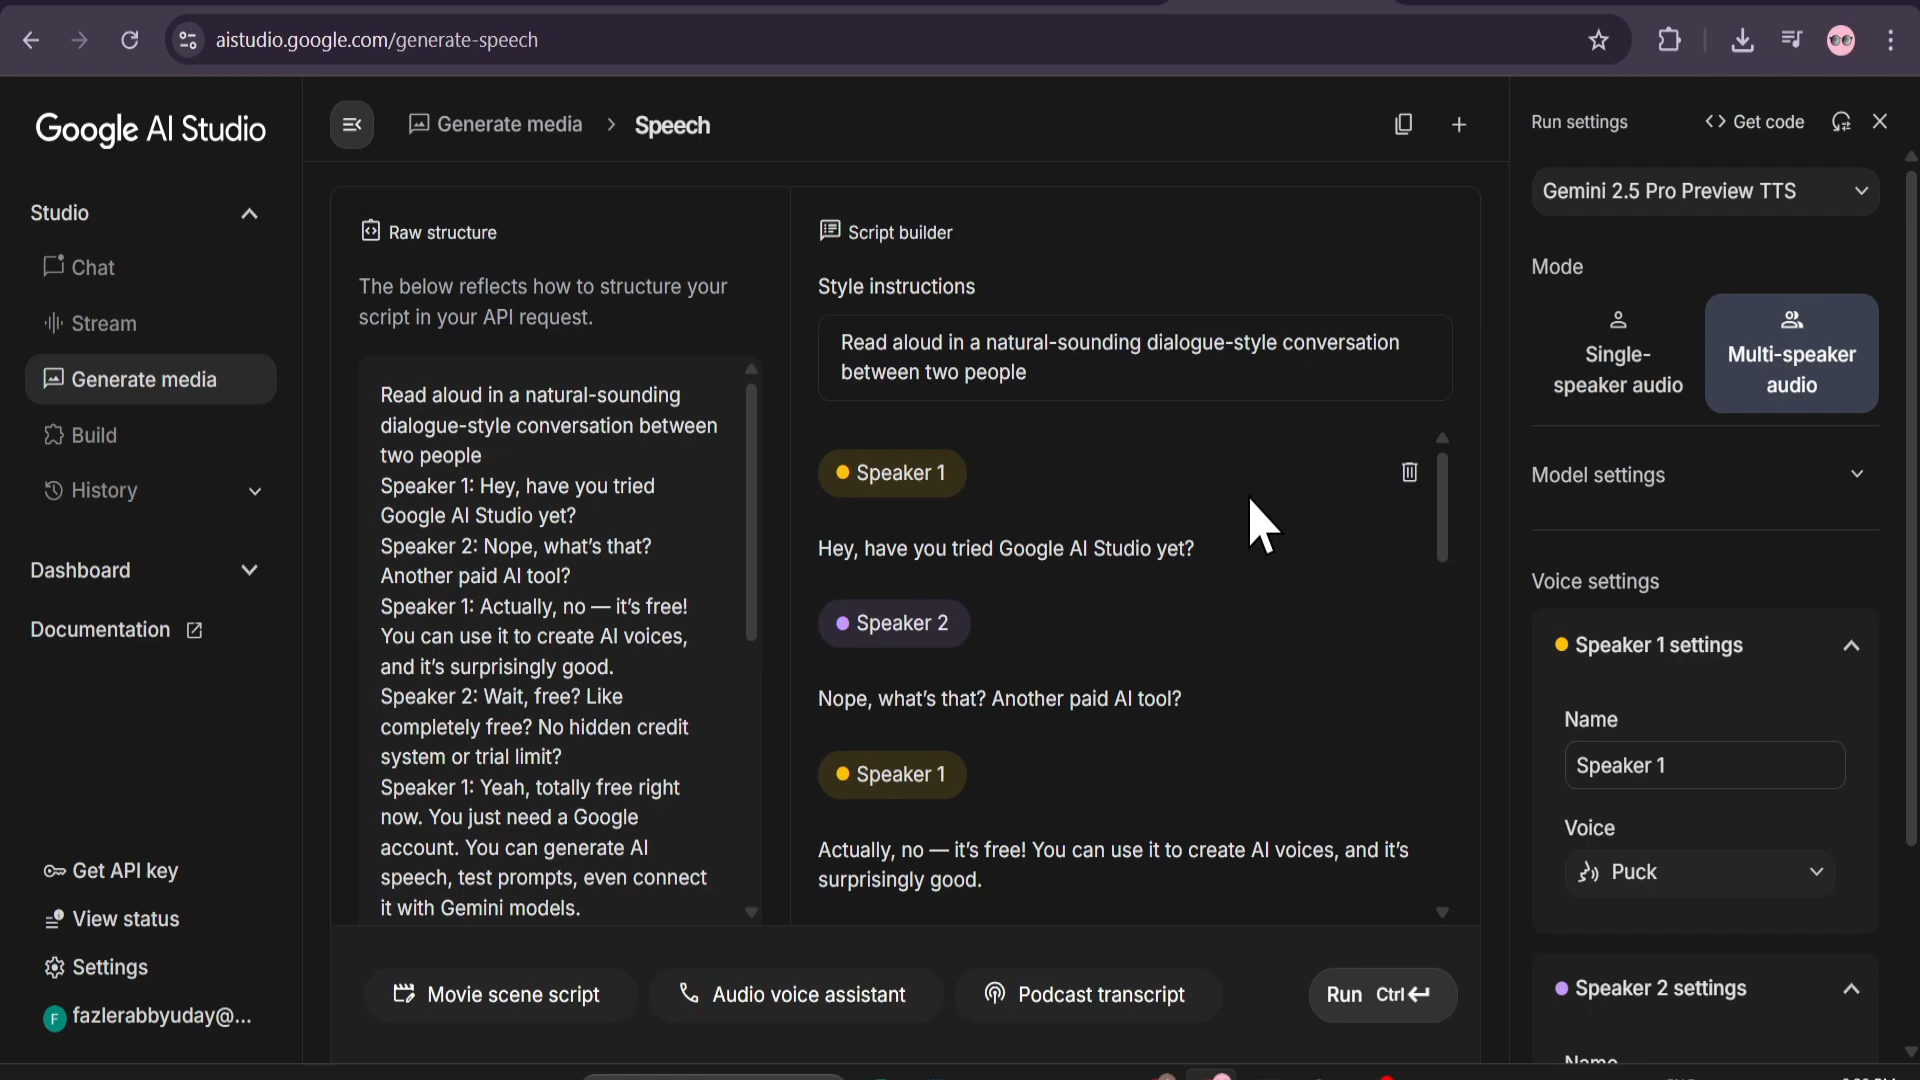 aistudio.google.com/generate-speech
Google AI Studio
Studio
Chat
Stream
Generate media
Build
History
Dashboard
Documentation
Get API key
View status
Settings
F fazlerabbyuday@...
Generate media > Speech
Raw structure
The below reflects how to structure your
script in your API request.
Read aloud in a natural-sounding
dialogue-style conversation between
two people
Speaker 1: Hey, have you tried
Google AI Studio yet?
Speaker 2: Nope, what’s that?
Another paid AI tool?
Speaker 1: Actually, no — it’s free!
You can use it to create AI voices,
and it’s surprisingly good.
Speaker 2: Wait, free? Like
completely free? No hidden credit
system or trial limit?
Speaker 1: Yeah, totally free right
now. You just need a Google
account. You can generate AI
speech, test prompts, even connect
it with Gemini models.
Script builder
Style instructions
Read aloud in a natural-sounding dialogue-style conversation
between two people
Speaker 1
Hey, have you tried Google AI Studio yet?
Speaker 2
Nope, what’s that? Another paid AI tool?
Speaker 1
Actually, no — it’s free! You can use it to create AI voices, and it’s
surprisingly good.
Movie scene script
Audio voice assistant
Podcast transcript
Run Ctrl
Run settings
<> Get code
Gemini 2.5 Pro Preview TTS
Mode
Single-
speaker audio
Multi-speaker
audio
Model settings
Voice settings
Speaker 1 settings
Name
Speaker 1
Voice
Puck
Speaker 2 settings
Name